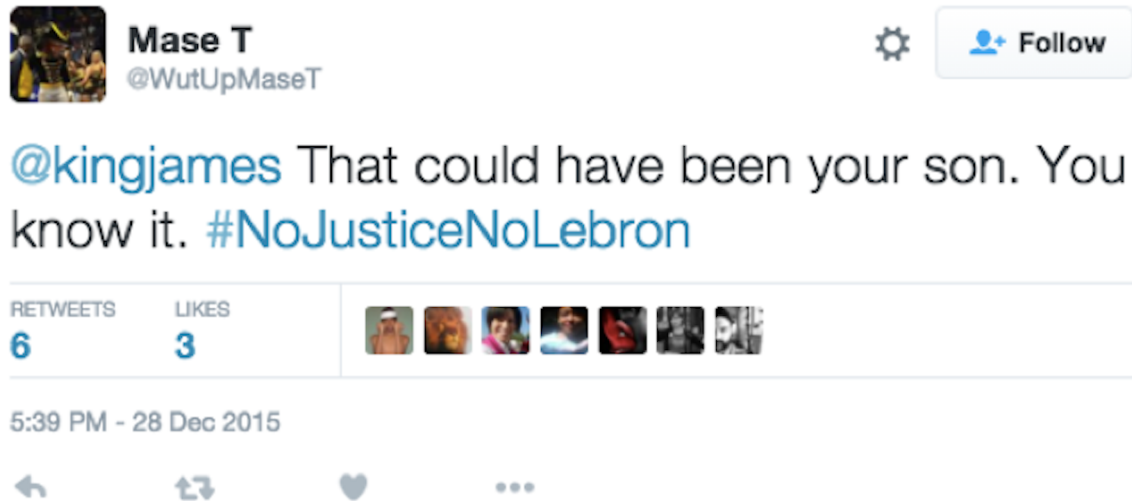 Mase T
@WutUpMaseT
Follow
@kingjames That could have been your son. You
know it. #NoJusticeNoLebron
RETWEETS
6
LIKES
3
5:39 PM - 28 Dec 2015